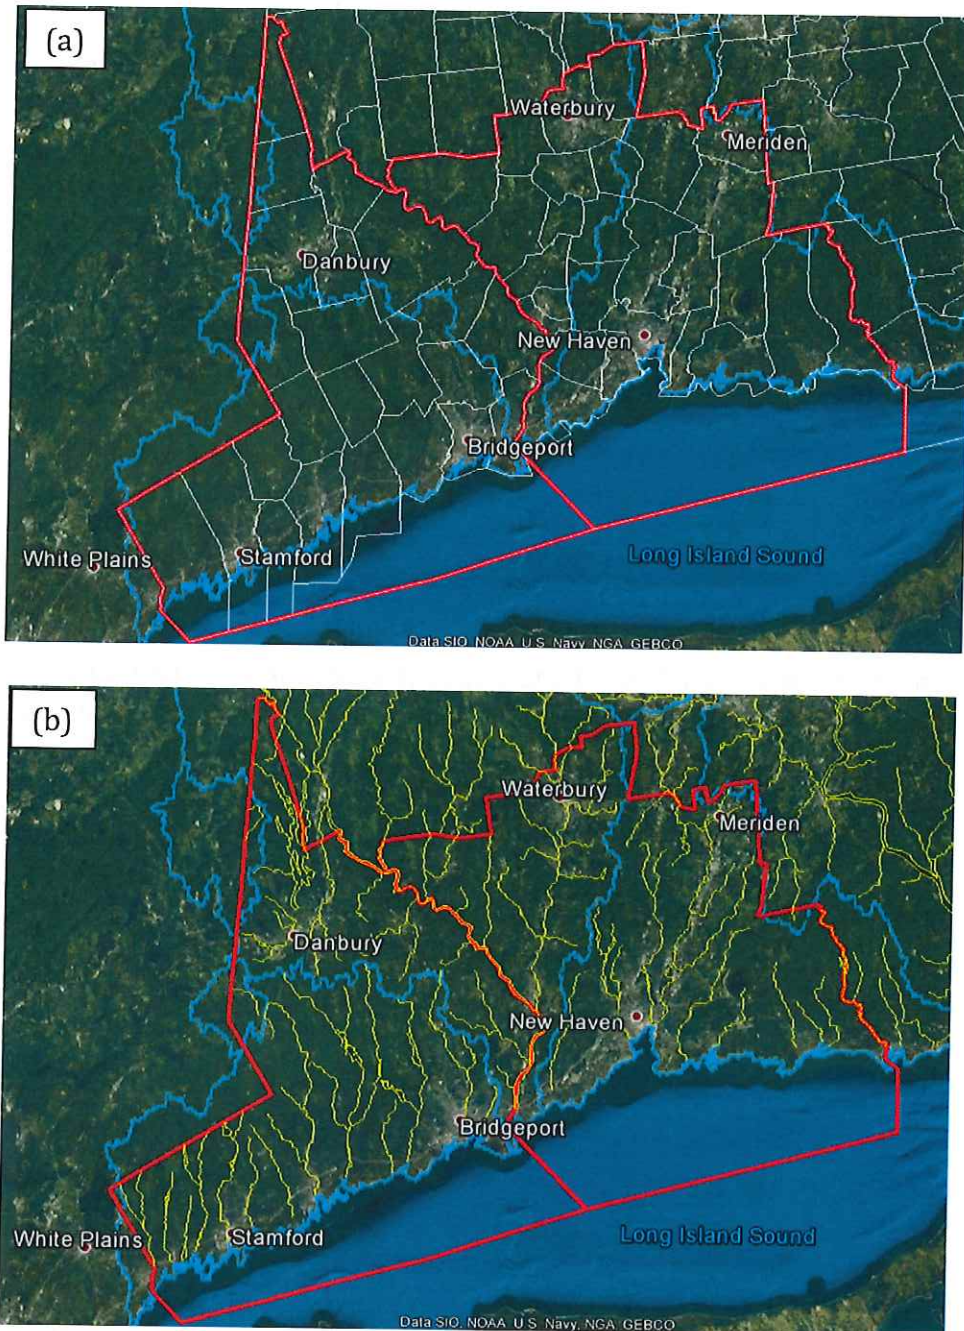 (a)
Waterbury
Meriden
Danbury
New Haven
Bridgeport
White Plains
Stamford
Long Island Sound
Data SIO, NOAA, U.S. Navy, NGA, GEBCO
(b)
Waterbury
Meriden
Danbury
New Haven
Bridgeport
White Plains
Stamford
Long Island Sound
Data SIO, NOAA, U.S. Navy, NGA, GEBCO